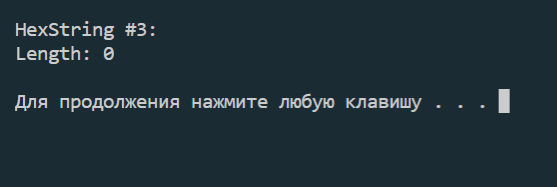 HexString #3:
Length: 0
Для продолжения нажмите любую клавишу . . .